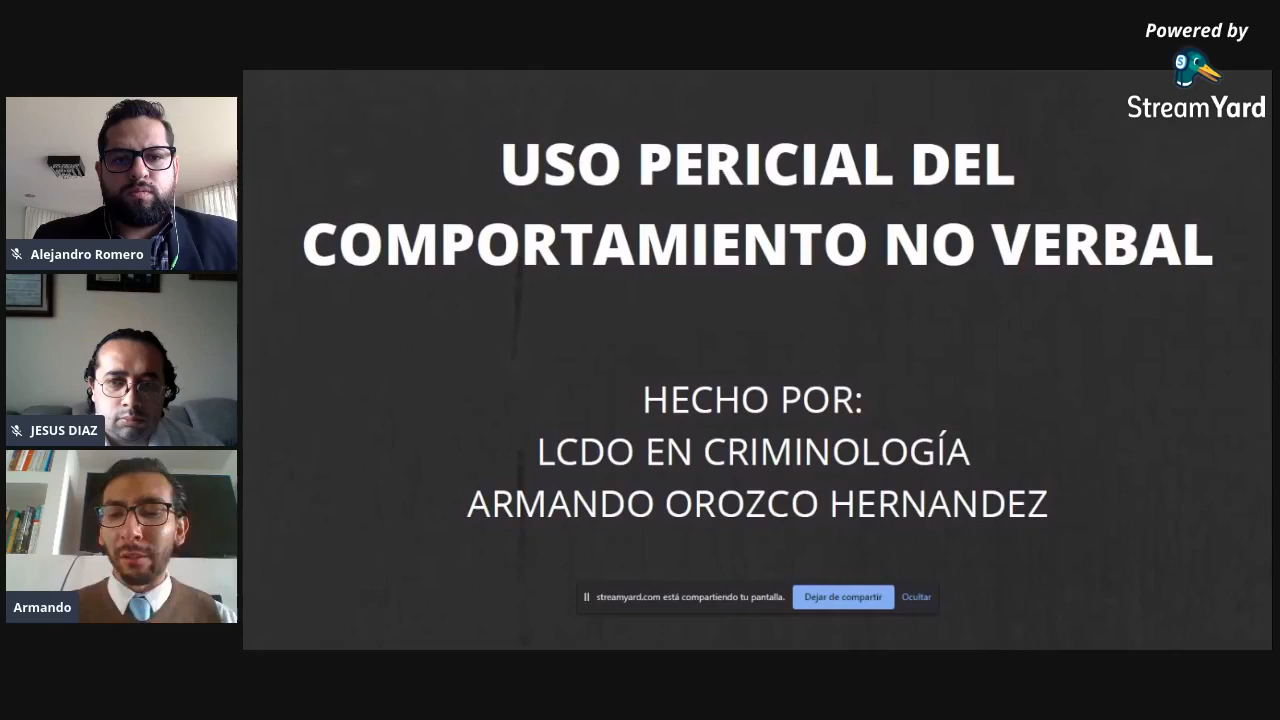 Powered by
StreamYard
Alejandro Romero
JESUS DIAZ
Armando
USO PERICIAL DEL
COMPORTAMIENTO NO VERBAL
HECHO POR:
LCDO EN CRIMINOLOGÍA
ARMANDO OROZCO HERNANDEZ
streamyard.com está compartiendo tu pantalla.
Dejar de compartir
Ocultar